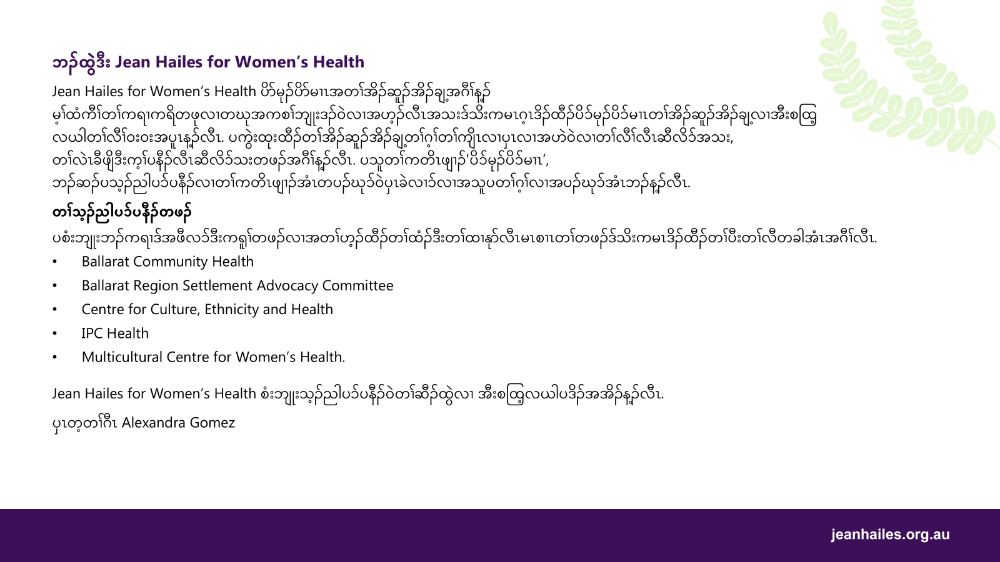 ဘၣ်ထွဲဒီး Jean Hailes for Women’s Health
Jean Hailes for Women’s Health ပိာ်မုၣ်ပိာ်မၢၤအတၢ်အိၣ်ဆူၣ်အိၣ်ချ့အဂီၢ်န့ၣ်
မ့ၢ်ထံကီၢ်တၢ်ကရၢကရိတဖုလၢတဃုအကစၢ်ဘျုးဒၣ်ဝဲလၢအဟ့ၣ်လီၤအသးဒ်သိးကမၤဂ့ၤဒိၣ်ထီၣ်ပိာ်မုၣ်ပိာ်မၢၤတၢ်အိၣ်ဆူၣ်အိၣ်ချ့လၢအီးစထြ့
လယါတၢ်လီၢ်ဝးဝးအပူၤန့ၣ်လီၤ. ပကွဲးထုးထီၣ်တၢ်အိၣ်ဆူၣ်အိၣ်ချ့တၢ်ဂ့ၢ်တၢ်ကျိၤလၢပှၤလၢအဟဲဝဲလၢတၢ်လီၢ်လီၤဆီလိာ်အသး,
တၢ်လဲၤခီဖျိဒီးက့ၢ်ပနီၣ်လီၤဆီလိာ်သးတဖၣ်အဂီၢ်န့ၣ်လီၤ. ပသူတၢ်ကတိၤဖျၢၣ်'ပိာ်မုၣ်ပိာ်မၢၤ’,
ဘၣ်ဆၣ်ပသ့ၣ်ညါပာ်ပနီၣ်လၢတၢ်ကတိၤဖျၢၣ်အံၤတပၣ်ဃုာ်ဝဲပှၤခဲလၢာ်လၢအသူပတၢ်ဂ့ၢ်လၢအပၣ်ဃုာ်အံၤဘၣ်န့ၣ်လီၤ.
တၢ်သ့ၣ်ညါပာ်ပနီၣ်တဖၣ်
ပစံးဘျုးဘၣ်ကရၢဒ်အဖီလာ်ဒီးကရူၢ်တဖၣ်လၢအတၢ်ဟ့ၣ်ထီၣ်တၢ်ထံၣ်ဒီးတၢ်ထၢနုာ်လီၤမၤစၢၤတၢ်တဖၣ်ဒ်သိးကမၤဒိၣ်ထီၣ်တၢ်ပီးတၢ်လီတခါအံၤအဂီၢ်လီၤ.
• Ballarat Community Health
• Ballarat Region Settlement Advocacy Committee
• Centre for Culture, Ethnicity and Health
• IPC Health
• Multicultural Centre for Women’s Health.
Jean Hailes for Women’s Health စံးဘျုးသ့ၣ်ညါပာ်ပနီၣ်ဝဲတၢ်ဆီၣ်ထွဲလၢ အီးစထြ့လယါပဒိၣ်အအိၣ်န့ၣ်လီၤ.
ပှၤတ့တၢ်ဂီၤ Alexandra Gomez
jeanhailes.org.au